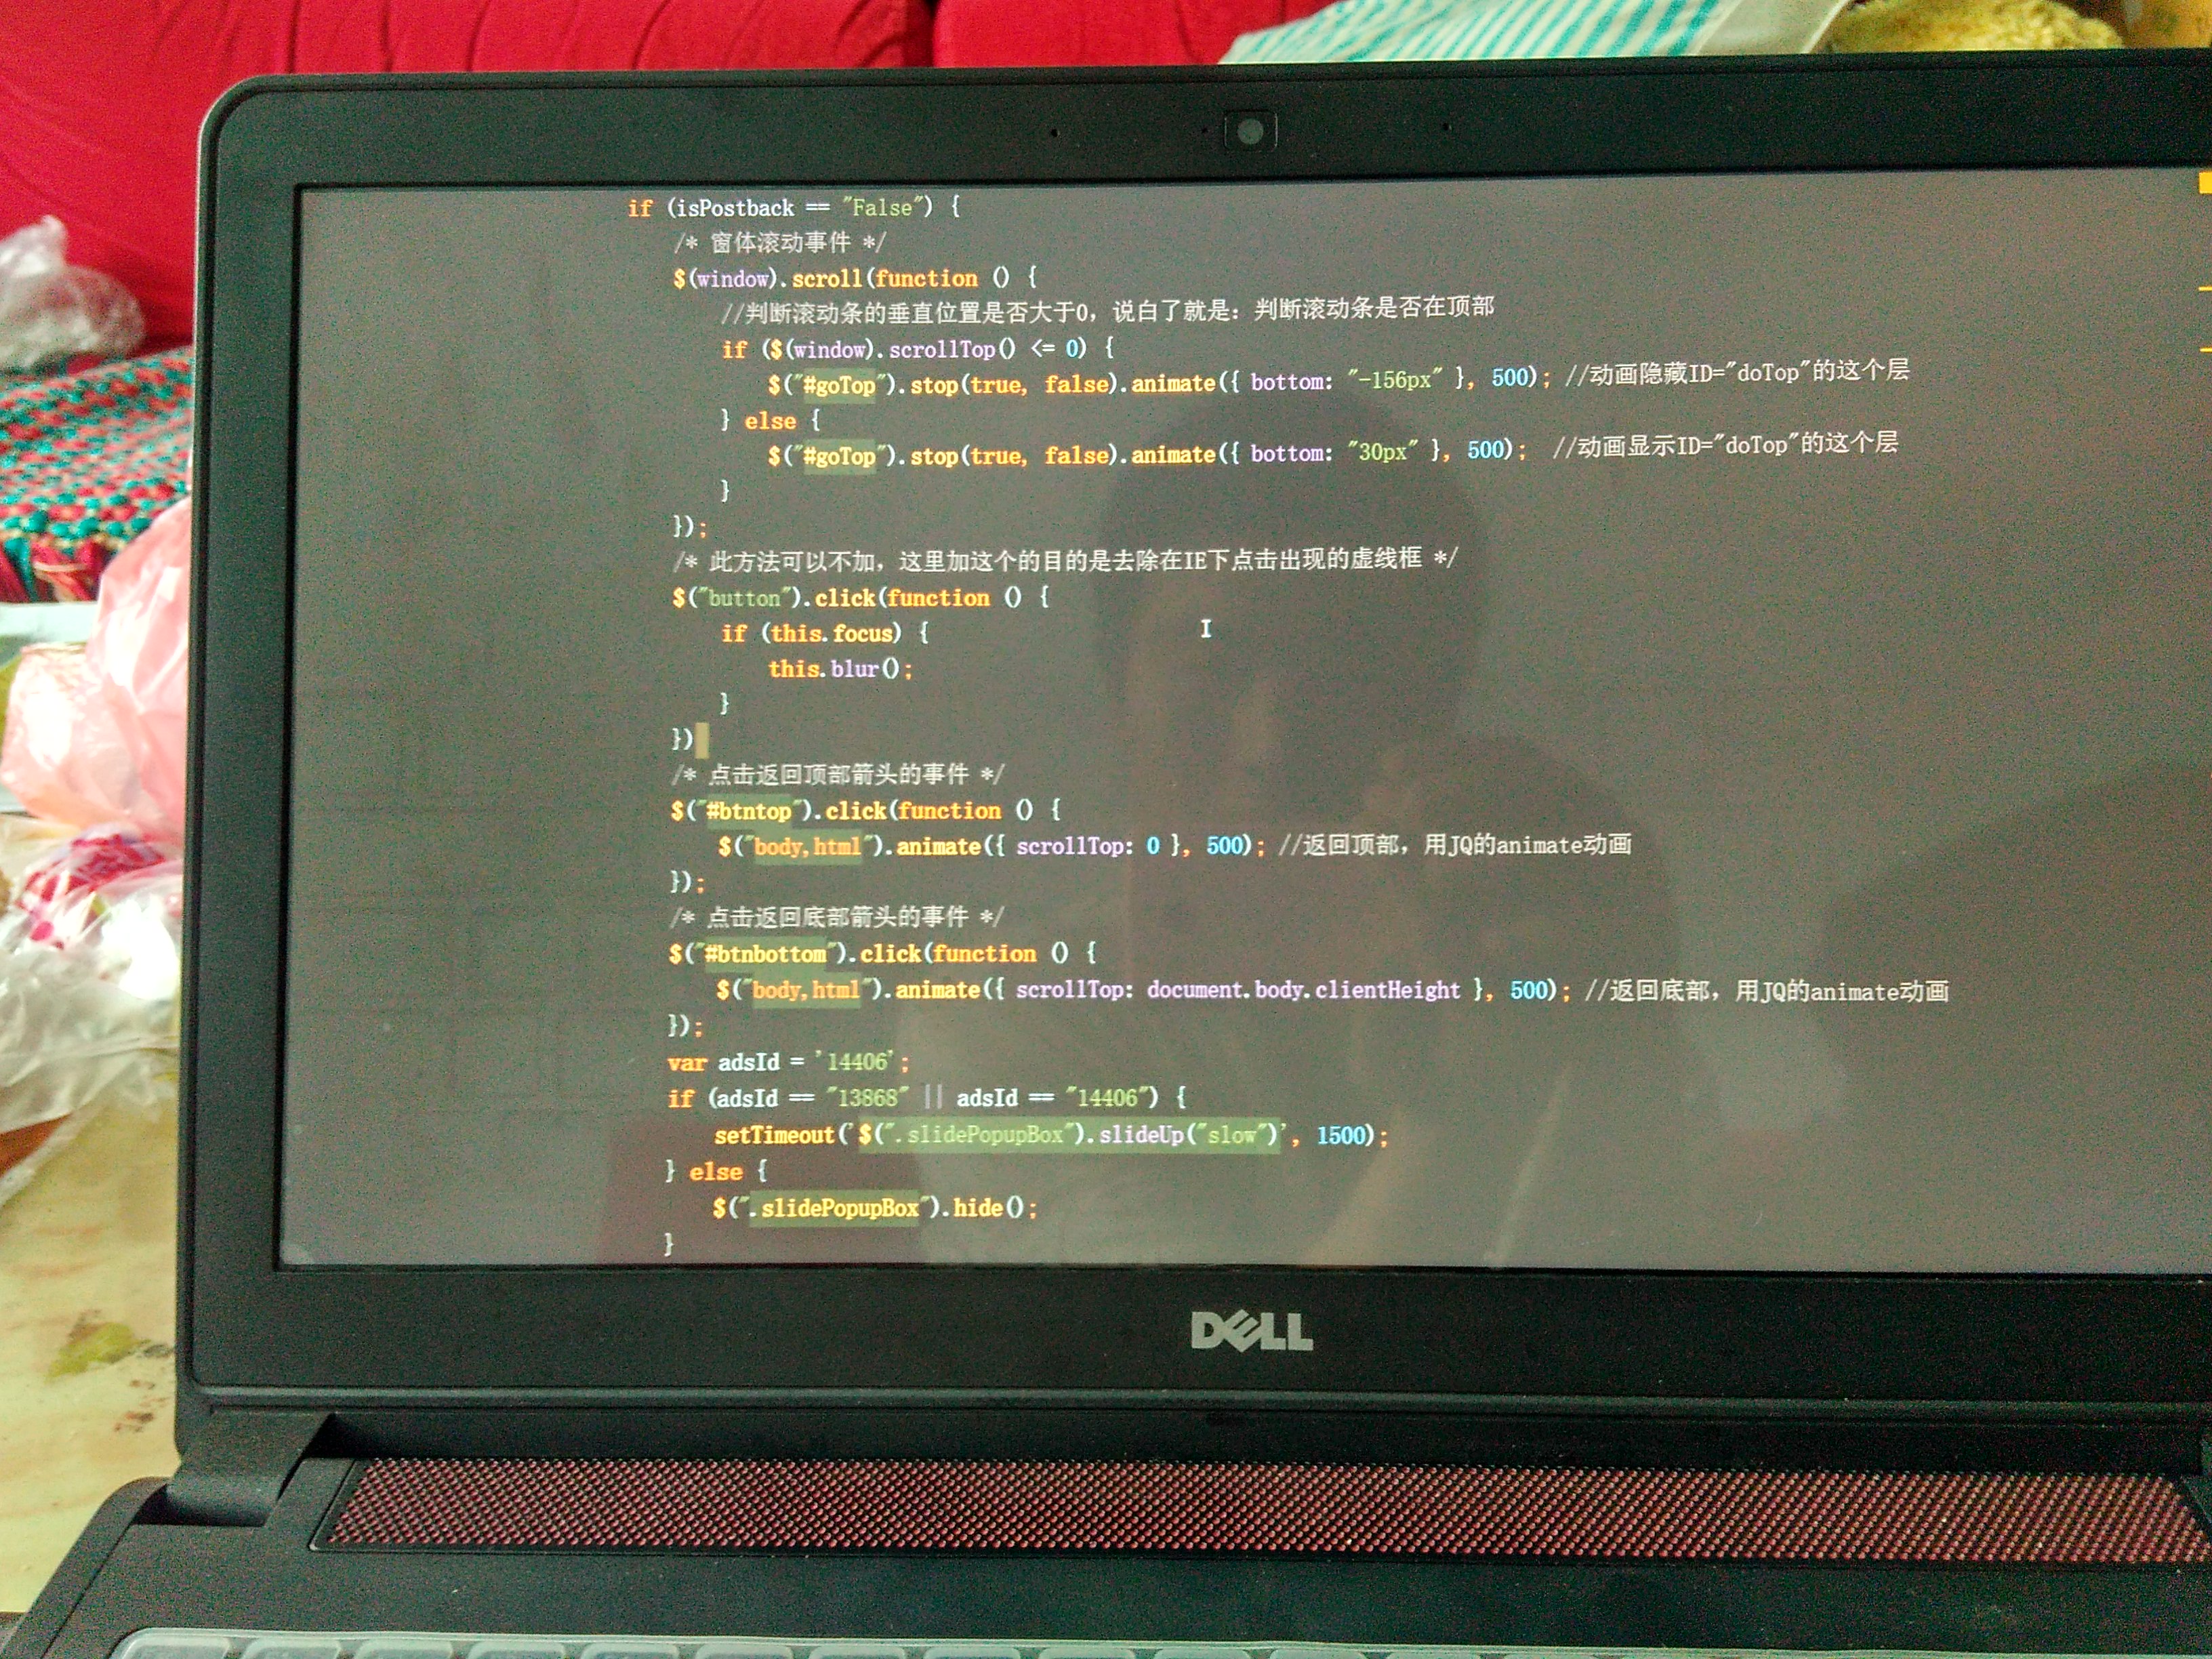 if (isPostback == "False") {
/* 窗体滚动事件 */
$(window).scroll(function () {
//判断滚动条的垂直位置是否大于0，说白了就是：判断滚动条是否在顶部
if ($(window).scrollTop() <= 0) {
$("#goTop").stop(true, false).animate({ bottom: "-156px" }, 500); //动画隐藏ID="doTop"的这个层
} else {
$("#goTop").stop(true, false).animate({ bottom: "30px" }, 500);  //动画显示ID="doTop"的这个层
}
});
/* 此方法可以不加，这里加这个的目的是去除在IE下点击出现的虚线框 */
$("button").click(function () {
if (this.focus) {
this.blur();
}
})
/* 点击返回顶部箭头的事件 */
$("#btntop").click(function () {
$("body,html").animate({ scrollTop: 0 }, 500); //返回顶部，用JQ的animate动画
});
/* 点击返回底部箭头的事件 */
$("#btnbottom").click(function () {
$("body,html").animate({ scrollTop: document.body.clientHeight }, 500); //返回底部，用JQ的animate动画
});
var adsId = '14406';
if (adsId == "13868" || adsId == "14406") {
setTimeout('$(".slidePopupBox").slideUp("slow")', 1500);
} else {
$(".slidePopupBox").hide();
}
DELL